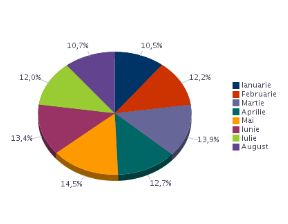 10,7%
10,5%
12,0%
12,2%
13,4%
13,9%
14,5%
12,7%
Ianuarie
Februarie
Martie
Aprilie
Mai
Iunie
Iulie
August